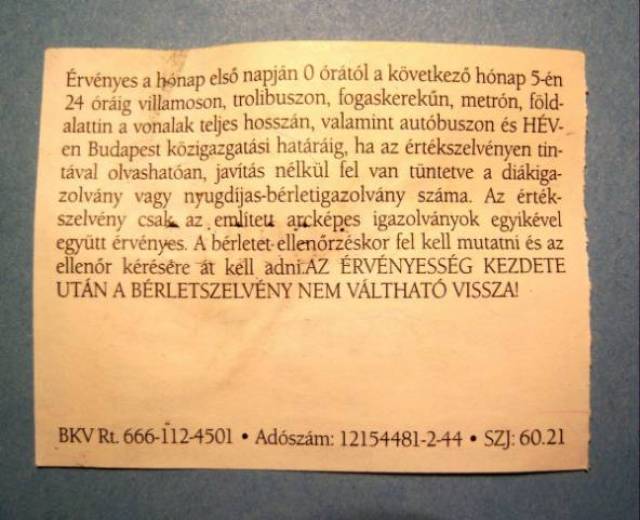 Érvényes a hónap első napján 0 órától a következő hónap 5-én
24 óráig villamoson, trolibuszon, fogaskerekűn, metrón, föld-
alattin a vonalak teljes hosszán, valamint autóbuszon és HÉV-
en Budapest közigazgatási határáig, ha az értékszelvényen tin-
tával olvashatóan, javítás nélkül fel van tüntetve a diákiga-
zolvány vagy nyugdíjas-bérletigazolvány száma. Az érték-
szelvény csak az említett arcképes igazolványok egyikével
együtt érvényes. A bérletet ellenőrzéskor fel kell mutatni és az
ellenőr kérésére át kell adni.AZ ÉRVÉNYESSÉG KEZDETE
UTÁN A BÉRLETSZELVÉNY NEM VÁLTHATÓ VISSZA!
BKV Rt. 666-112-4501 • Adószám: 12154481-2-44 • SZJ: 60.21